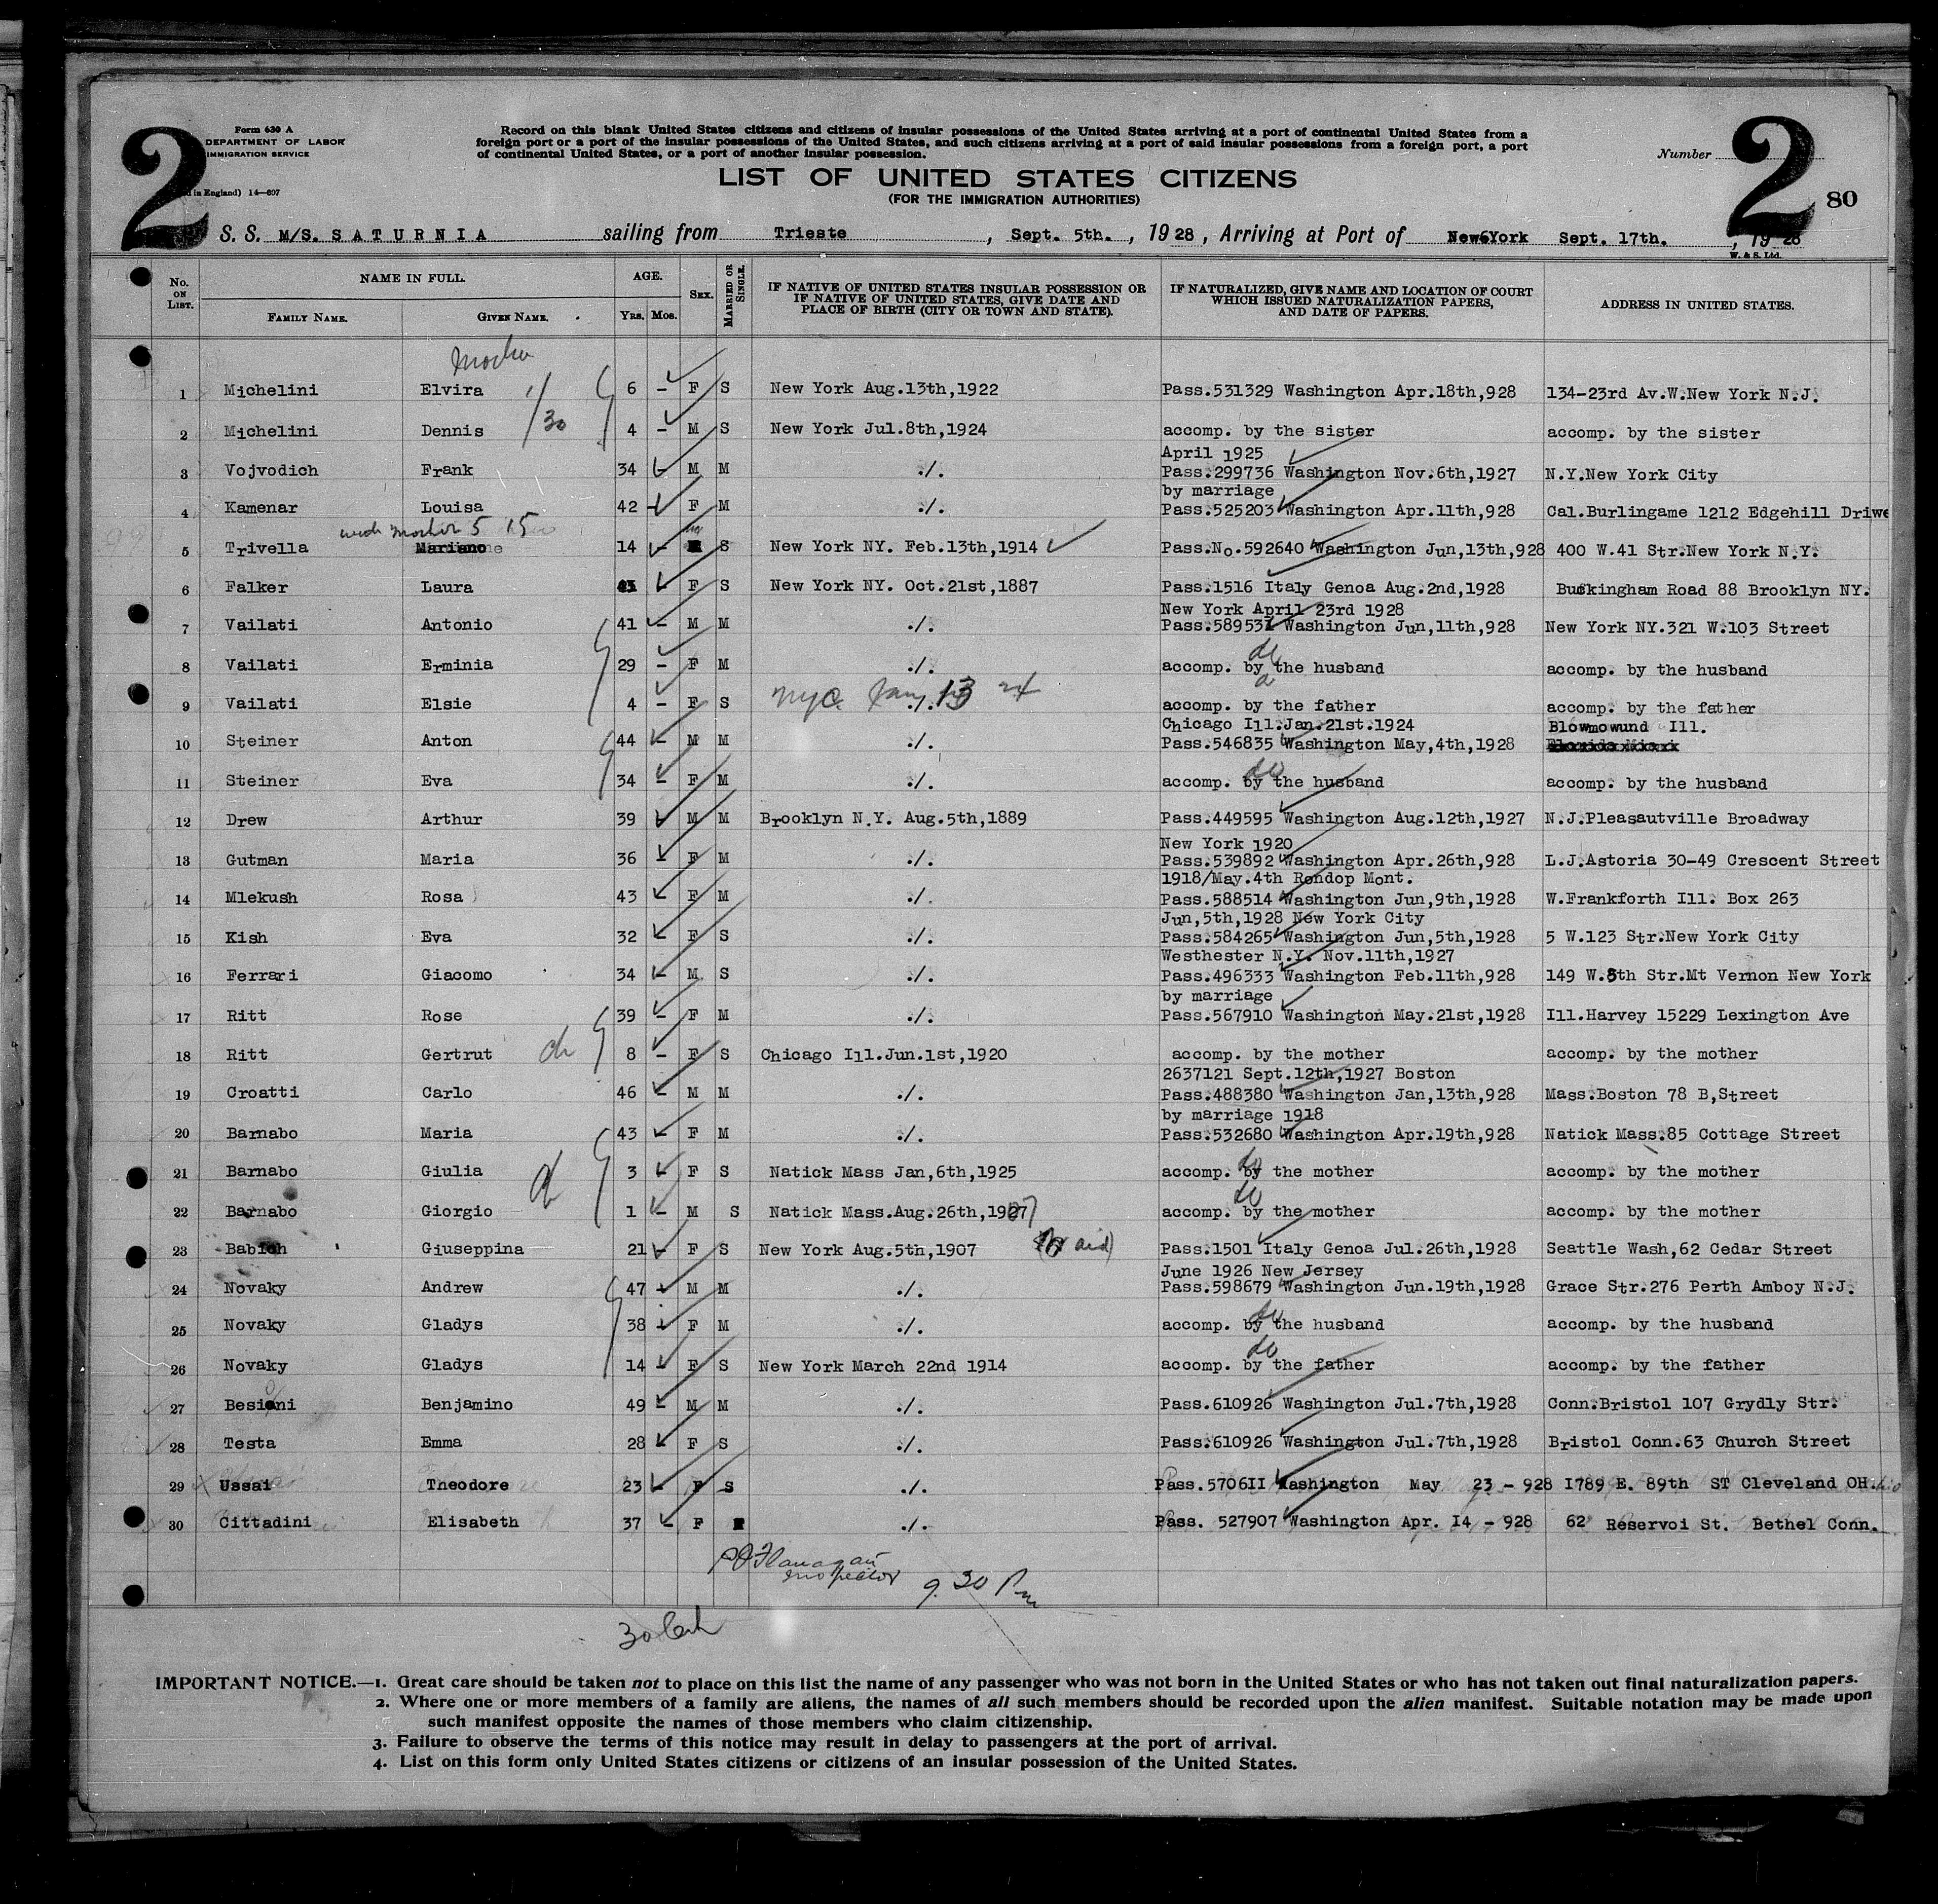 2
Form 630 A
DEPARTMENT OF LABOR
IMMIGRATION SERVICE
in England) 14—607
Record on this blank United States citizens and citizens of insular possessions of the United States arriving at a port of continental United States from a
foreign port or a port of the insular possessions of the United States, and such citizens arriving at a port of said insular possessions from a foreign port, a port
of continental United States, or a port of another insular possession.
LIST OF UNITED STATES CITIZENS
(FOR THE IMMIGRATION AUTHORITIES)
Number
2
80
S. S. M/S. SATURNIA sailing from Trieste, Sept. 5th., 1928, Arriving at Port of New York Sept. 17th., 1928
W. & S. Ltd.
No. ON LIST.
NAME IN FULL.
FAMILY NAME. GIVEN NAME.
AGE.
YRS. MOS.
SEX.
MARRIED OR SINGLE.
IF NATIVE OF UNITED STATES INSULAR POSSESSION OR
IF NATIVE OF UNITED STATES, GIVE DATE AND
PLACE OF BIRTH (CITY OR TOWN AND STATE).
IF NATURALIZED, GIVE NAME AND LOCATION OF COURT
WHICH ISSUED NATURALIZATION PAPERS,
AND DATE OF PAPERS.
ADDRESS IN UNITED STATES.
1 Michelini Elvira 6 – F S New York Aug.13th,1922 Pass.531329 Washington Apr.18th,928 134-23rd Av.W.New York N.J.
30
2 Michelini Dennis 4 – M S New York Jul.8th,1924 accomp. by the sister accomp. by the sister
April 1925
3 Vojvodich Frank 34 – M M ./. Pass.299736 Washington Nov.6th,1927 N.Y.New York City
by marriage
4 Kamenar Louisa 42 – F M ./. Pass.525203 Washington Apr.11th,928 Cal.Burlingame 1212 Edgehill Driwe
5 15
5 Trivella Mariano 14 – S New York NY. Feb.13th,1914 Pass.No.592640 Washington Jun,13th,928 400 W.41 Str.New York N.Y.
6 Falker Laura – F S New York NY. Oct.21st,1887 Pass.1516 Italy Genoa Aug.2nd,1928 Buckingham Road 88 Brooklyn NY.
New York April 23rd 1928
7 Vailati Antonio 41 – M M ./. Pass.589531 Washington Jun,11th,928 New York NY.321 W.103 Street
8 Vailati Erminia 29 – F M ./. accomp. by the husband accomp. by the husband
9 Vailati Elsie 4 – F S ./. nyc Jany 13 24 accomp. by the father accomp. by the father
Chicago Ill.Jan.21st.1924 Blowmowund Ill.
10 Steiner Anton 44 – M M ./. Pass.546835 Washington May,4th,1928
11 Steiner Eva 34 – F M ./. accomp. by the husband accomp. by the husband
12 Drew Arthur 39 – M M Brooklyn N.Y. Aug.5th,1889 Pass.449595 Washington Aug.12th,1927 N.J.Pleasautville Broadway
New York 1920
13 Gutman Maria 36 – F M ./. Pass.539892 Washington Apr.26th,928 L.J.Astoria 30-49 Crescent Street
1918/May.4th Rondop Mont.
14 Mlekush Rosa 43 – F M ./. Pass.588514 Washington Jun,9th,1928 W.Frankforth Ill. Box 263
Jun,5th,1928 New York City
15 Kish Eva 32 – F S ./. Pass.584265 Washington Jun,5th,1928 5 W.123 Str.New York City
Westhester N.Y. Nov.11th,1927
16 Ferrari Giacomo 34 – M S ./. Pass.496333 Washington Feb.11th,928 149 W.5th Str.Mt Vernon New York
by marriage
17 Ritt Rose 39 – F M ./. Pass.567910 Washington May.21st,1928 Ill.Harvey 15229 Lexington Ave
18 Ritt Gertrut 8 – F S Chicago Ill.Jun.1st,1920 accomp. by the mother accomp. by the mother
2637121 Sept.12th,1927 Boston
19 Croatti Carlo 46 – M M ./. Pass.488380 Washington Jan,13th,928 Mass.Boston 78 B,Street
by marriage 1918
20 Barnabo Maria 43 – F M ./. Pass.532680 Washington Apr.19th,928 Natick Mass.85 Cottage Street
21 Barnabo Giulia 3 – F S Natick Mass Jan,6th,1925 accomp. by the mother accomp. by the mother
22 Barnabo Giorgio 1 – M S Natick Mass.Aug.26th,1927 accomp. by the mother accomp. by the mother
23 Babich Giuseppina 21 – F S New York Aug.5th,1907 Pass.1501 Italy Genoa Jul.26th,1928 Seattle Wash,62 Cedar Street
June 1926 New Jersey
24 Novaky Andrew 47 – M M ./. Pass.598679 Washington Jun.19th,1928 Grace Str.276 Perth Amboy N.J.
25 Novaky Gladys 38 – F M ./. accomp. by the husband accomp. by the husband
26 Novaky Gladys 14 – F S New York March 22nd 1914 accomp. by the father accomp. by the father
27 Besioni Benjamino 49 – M M ./. Pass.610926 Washington Jul.7th,1928 Conn.Bristol 107 Grydly Str.
28 Testa Emma 28 – F S ./. Pass.610926 Washington Jul.7th,1928 Bristol Conn.63 Church Street
29 Ussai Theodore 23 – F S ./. Pass.570611 Washington May 23 – 928 1789 E. 89th ST Cleveland OH.
30 Cittadini Elisabeth 37 – F ./. Pass. 527907 Washington Apr. 14 – 928 62 Reservoi St. Bethel Conn.
Flanagan
Inspector 9.30 Pm
30
IMPORTANT NOTICE.—1. Great care should be taken not to place on this list the name of any passenger who was not born in the United States or who has not taken out final naturalization papers.
2. Where one or more members of a family are aliens, the names of all such members should be recorded upon the alien manifest. Suitable notation may be made upon
such manifest opposite the names of those members who claim citizenship.
3. Failure to observe the terms of this notice may result in delay to passengers at the port of arrival.
4. List on this form only United States citizens or citizens of an insular possession of the United States.